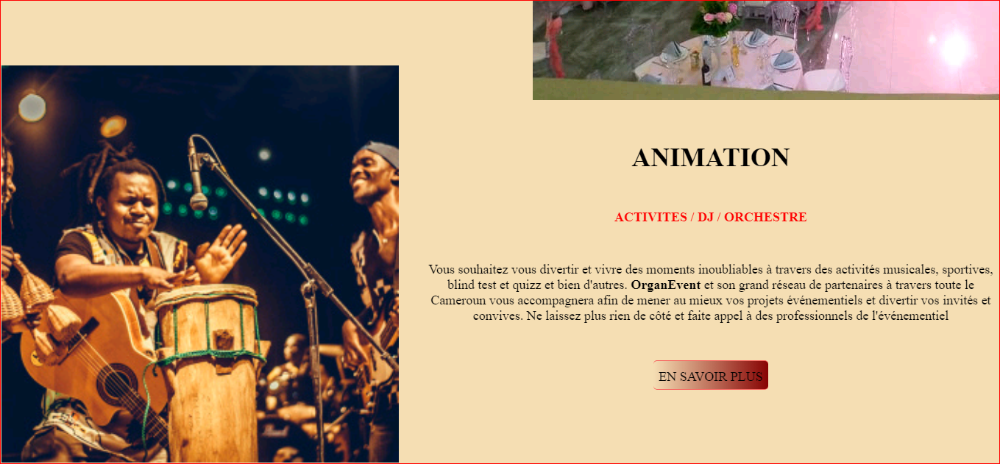 ANIMATION
ACTIVITES / DJ / ORCHESTRE
Vous souhaitez vous divertir et vivre des moments inoubliables à travers des activités musicales, sportives,
blind test et quizz et bien d'autres. OrganEvent et son grand réseau de partenaires à travers toute le
Cameroun vous accompagnera afin de mener au mieux vos projets événementiels et divertir vos invités et
convives. Ne laissez plus rien de côté et faite appel à des professionnels de l'événementiel
EN SAVOIR PLUS